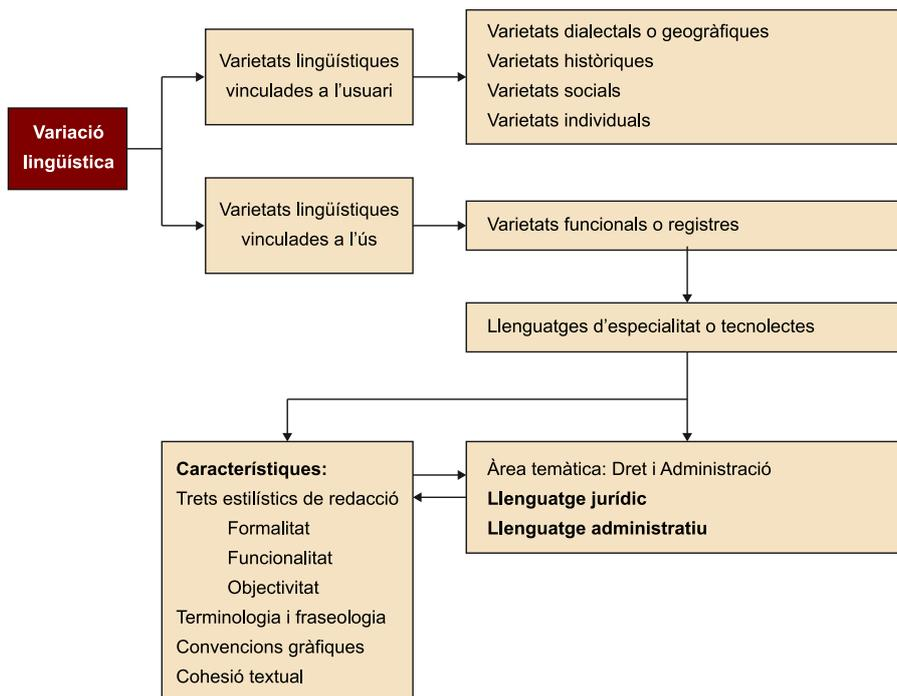 Variació
lingüística
Varietats lingüístiques
vinculades a l'usuari
Varietats dialectals o geogràfiques
Varietats històriques
Varietats socials
Varietats individuals
Varietats lingüístiques
vinculades a l'ús
Varietats funcionals o registres
Llenguatges d'especialitat o tecnolectes
Característiques:
Trets estilístics de redacció
Formalitat
Funcionalitat
Objectivitat
Terminologia i fraseologia
Convencions gràfiques
Cohesió textual
Àrea temàtica: Dret i Administració
Llenguatge jurídic
Llenguatge administratiu